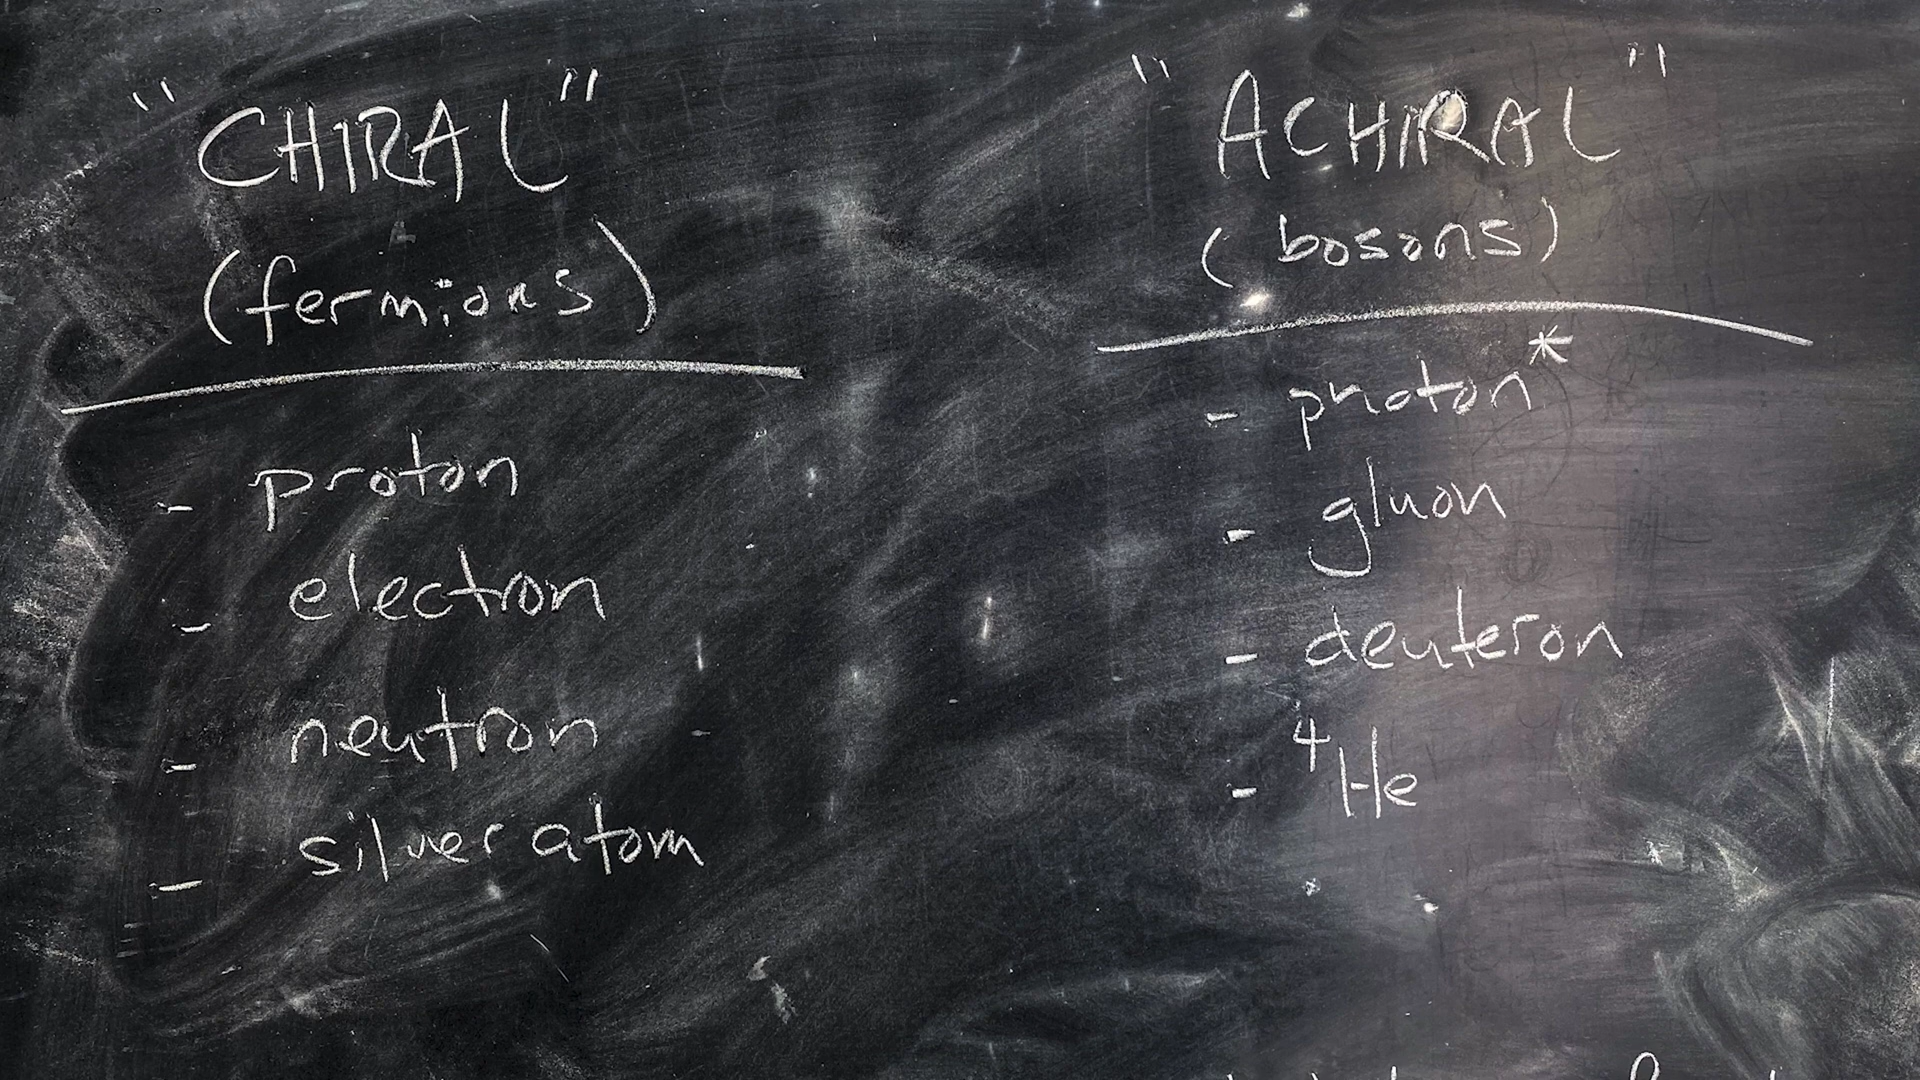 "CHIRAL"
(fermions)
- proton
- electron
- neutron
- silver atom
"ACHIRAL"
(bosons)
- photon*
- gluon
- deuteron
- ⁴He